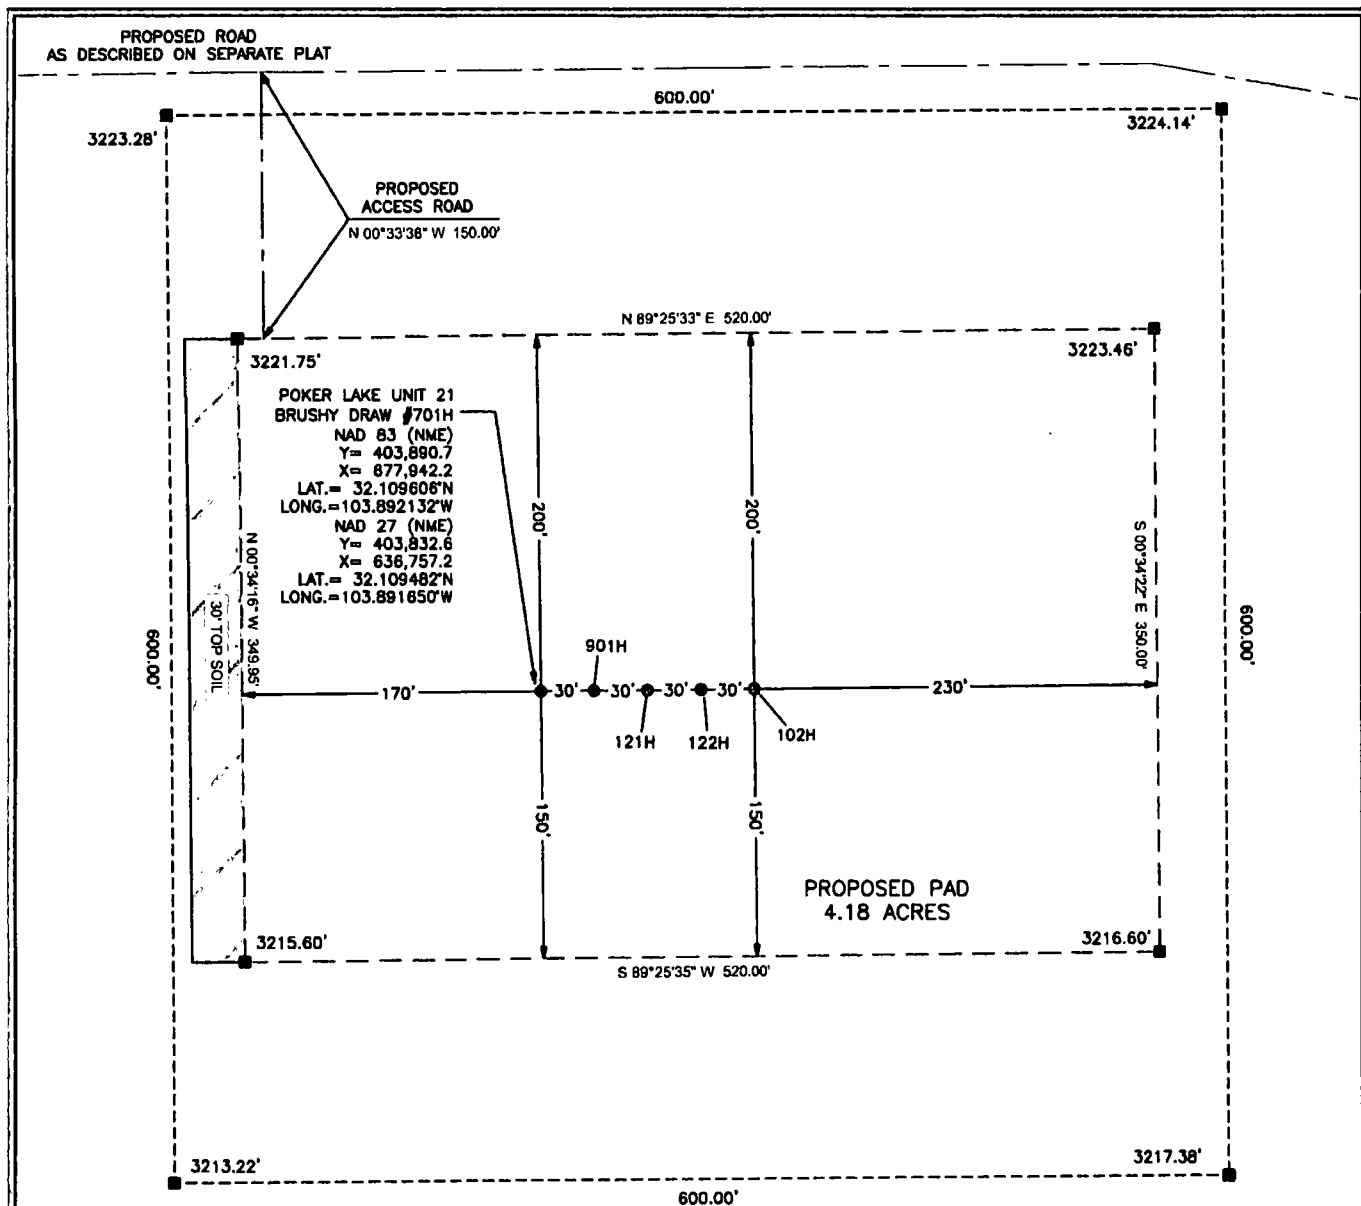 PROPOSED ROAD
AS DESCRIBED ON SEPARATE PLAT
600.00'
3223.28'
3224.14'
PROPOSED
ACCESS ROAD
N 00°33'38" W 150.00'
N 89°25'33" E 520.00'
3221.75'
3223.46'
POKER LAKE UNIT 21
BRUSHY DRAW #701H
NAD 83 (NME)
Y= 403,890.7
X= 677,942.2
LAT.= 32.109606°N
LONG.=103.892132°W
NAD 27 (NME)
Y= 403,832.6
X= 636,757.2
LAT.= 32.109482°N
LONG.=103.891650°W
200'
200'
N 00°34'16" W 349.95'
S 00°34'22" E 350.00'
30' TOP SOIL
600.00'
600.00'
901H
170'
30'
30'
30'
30'
230'
121H
122H
102H
150'
150'
PROPOSED PAD
4.18 ACRES
3215.60'
3216.60'
S 89°25'35" W 520.00'
3213.22'
3217.38'
600.00'